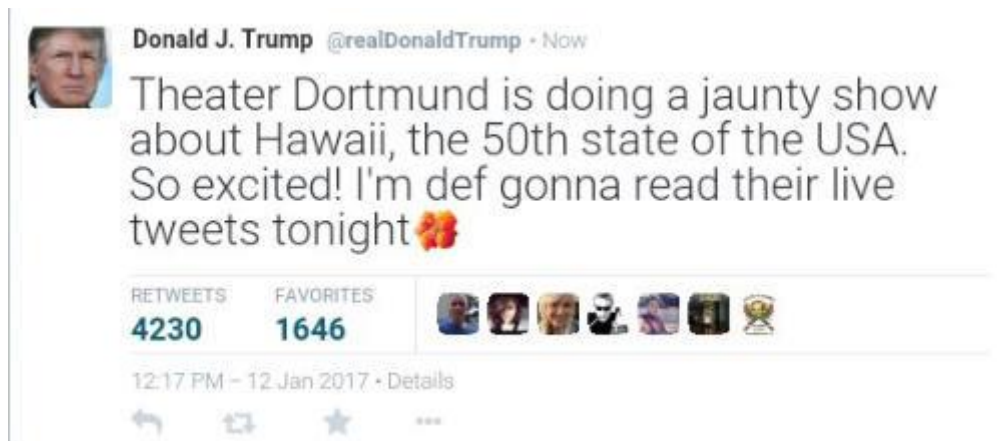 Donald J. Trump @realDonaldTrump · Now
Theater Dortmund is doing a jaunty show
about Hawaii, the 50th state of the USA.
So excited! I'm def gonna read their live
tweets tonight🌺
RETWEETS FAVORITES
4230 1646
12:17 PM – 12 Jan 2017 · Details